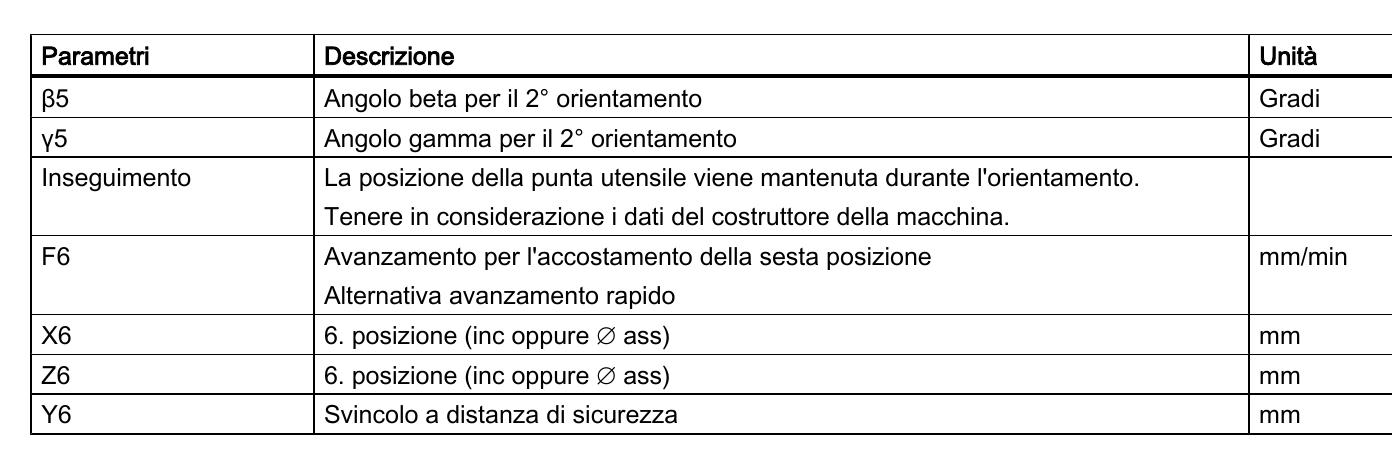 Parametri Descrizione Unità
β5 Angolo beta per il 2° orientamento Gradi
γ5 Angolo gamma per il 2° orientamento Gradi
Inseguimento La posizione della punta utensile viene mantenuta durante l'orientamento.
Tenere in considerazione i dati del costruttore della macchina.
F6 Avanzamento per l'accostamento della sesta posizione mm/min
Alternativa avanzamento rapido
X6 6. posizione (inc oppure ∅ ass) mm
Z6 6. posizione (inc oppure ∅ ass) mm
Y6 Svincolo a distanza di sicurezza mm